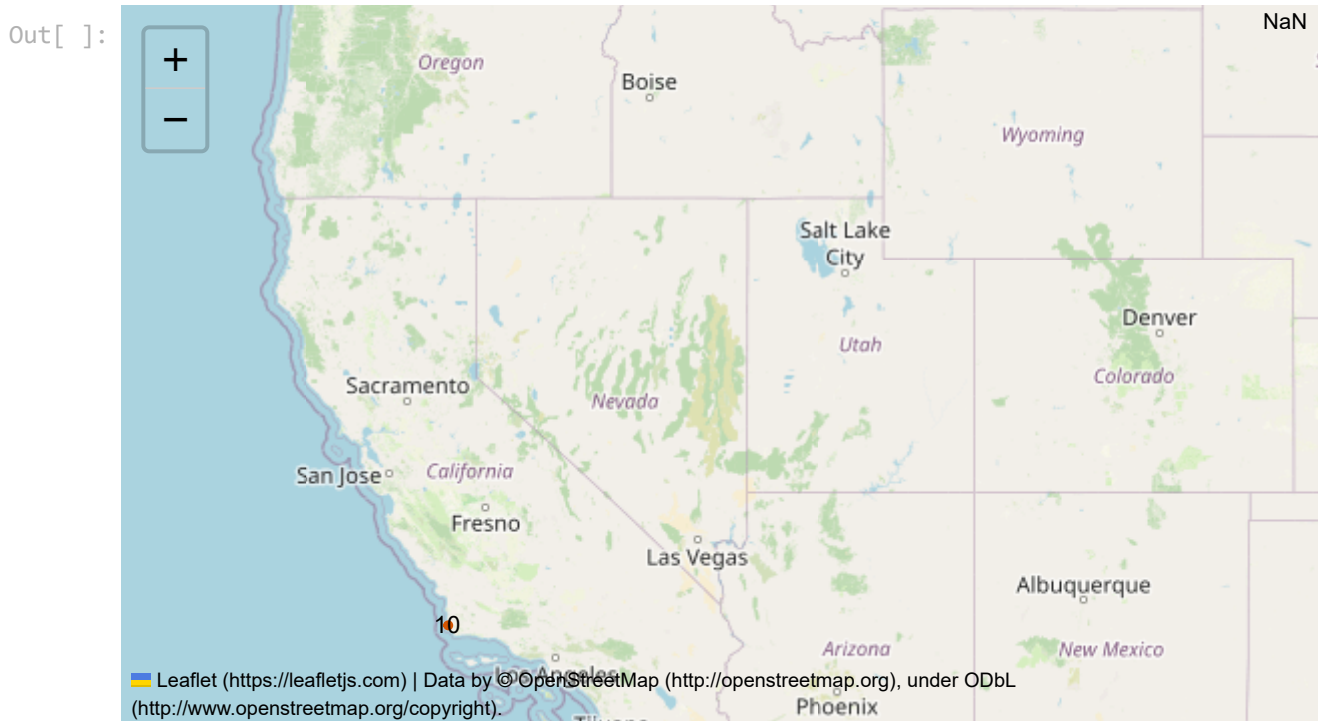 Out[ ]:
NaN
+
−
Oregon
Boise
Wyoming
Salt Lake
City
Denver
Utah
Colorado
Sacramento
Nevada
San Jose
California
Fresno
Las Vegas
Albuquerque
10
Arizona
New Mexico
Los Angeles
Leaflet (https://leafletjs.com) | Data by © OpenStreetMap (http://openstreetmap.org), under ODbL
(http://www.openstreetmap.org/copyright).
Phoenix